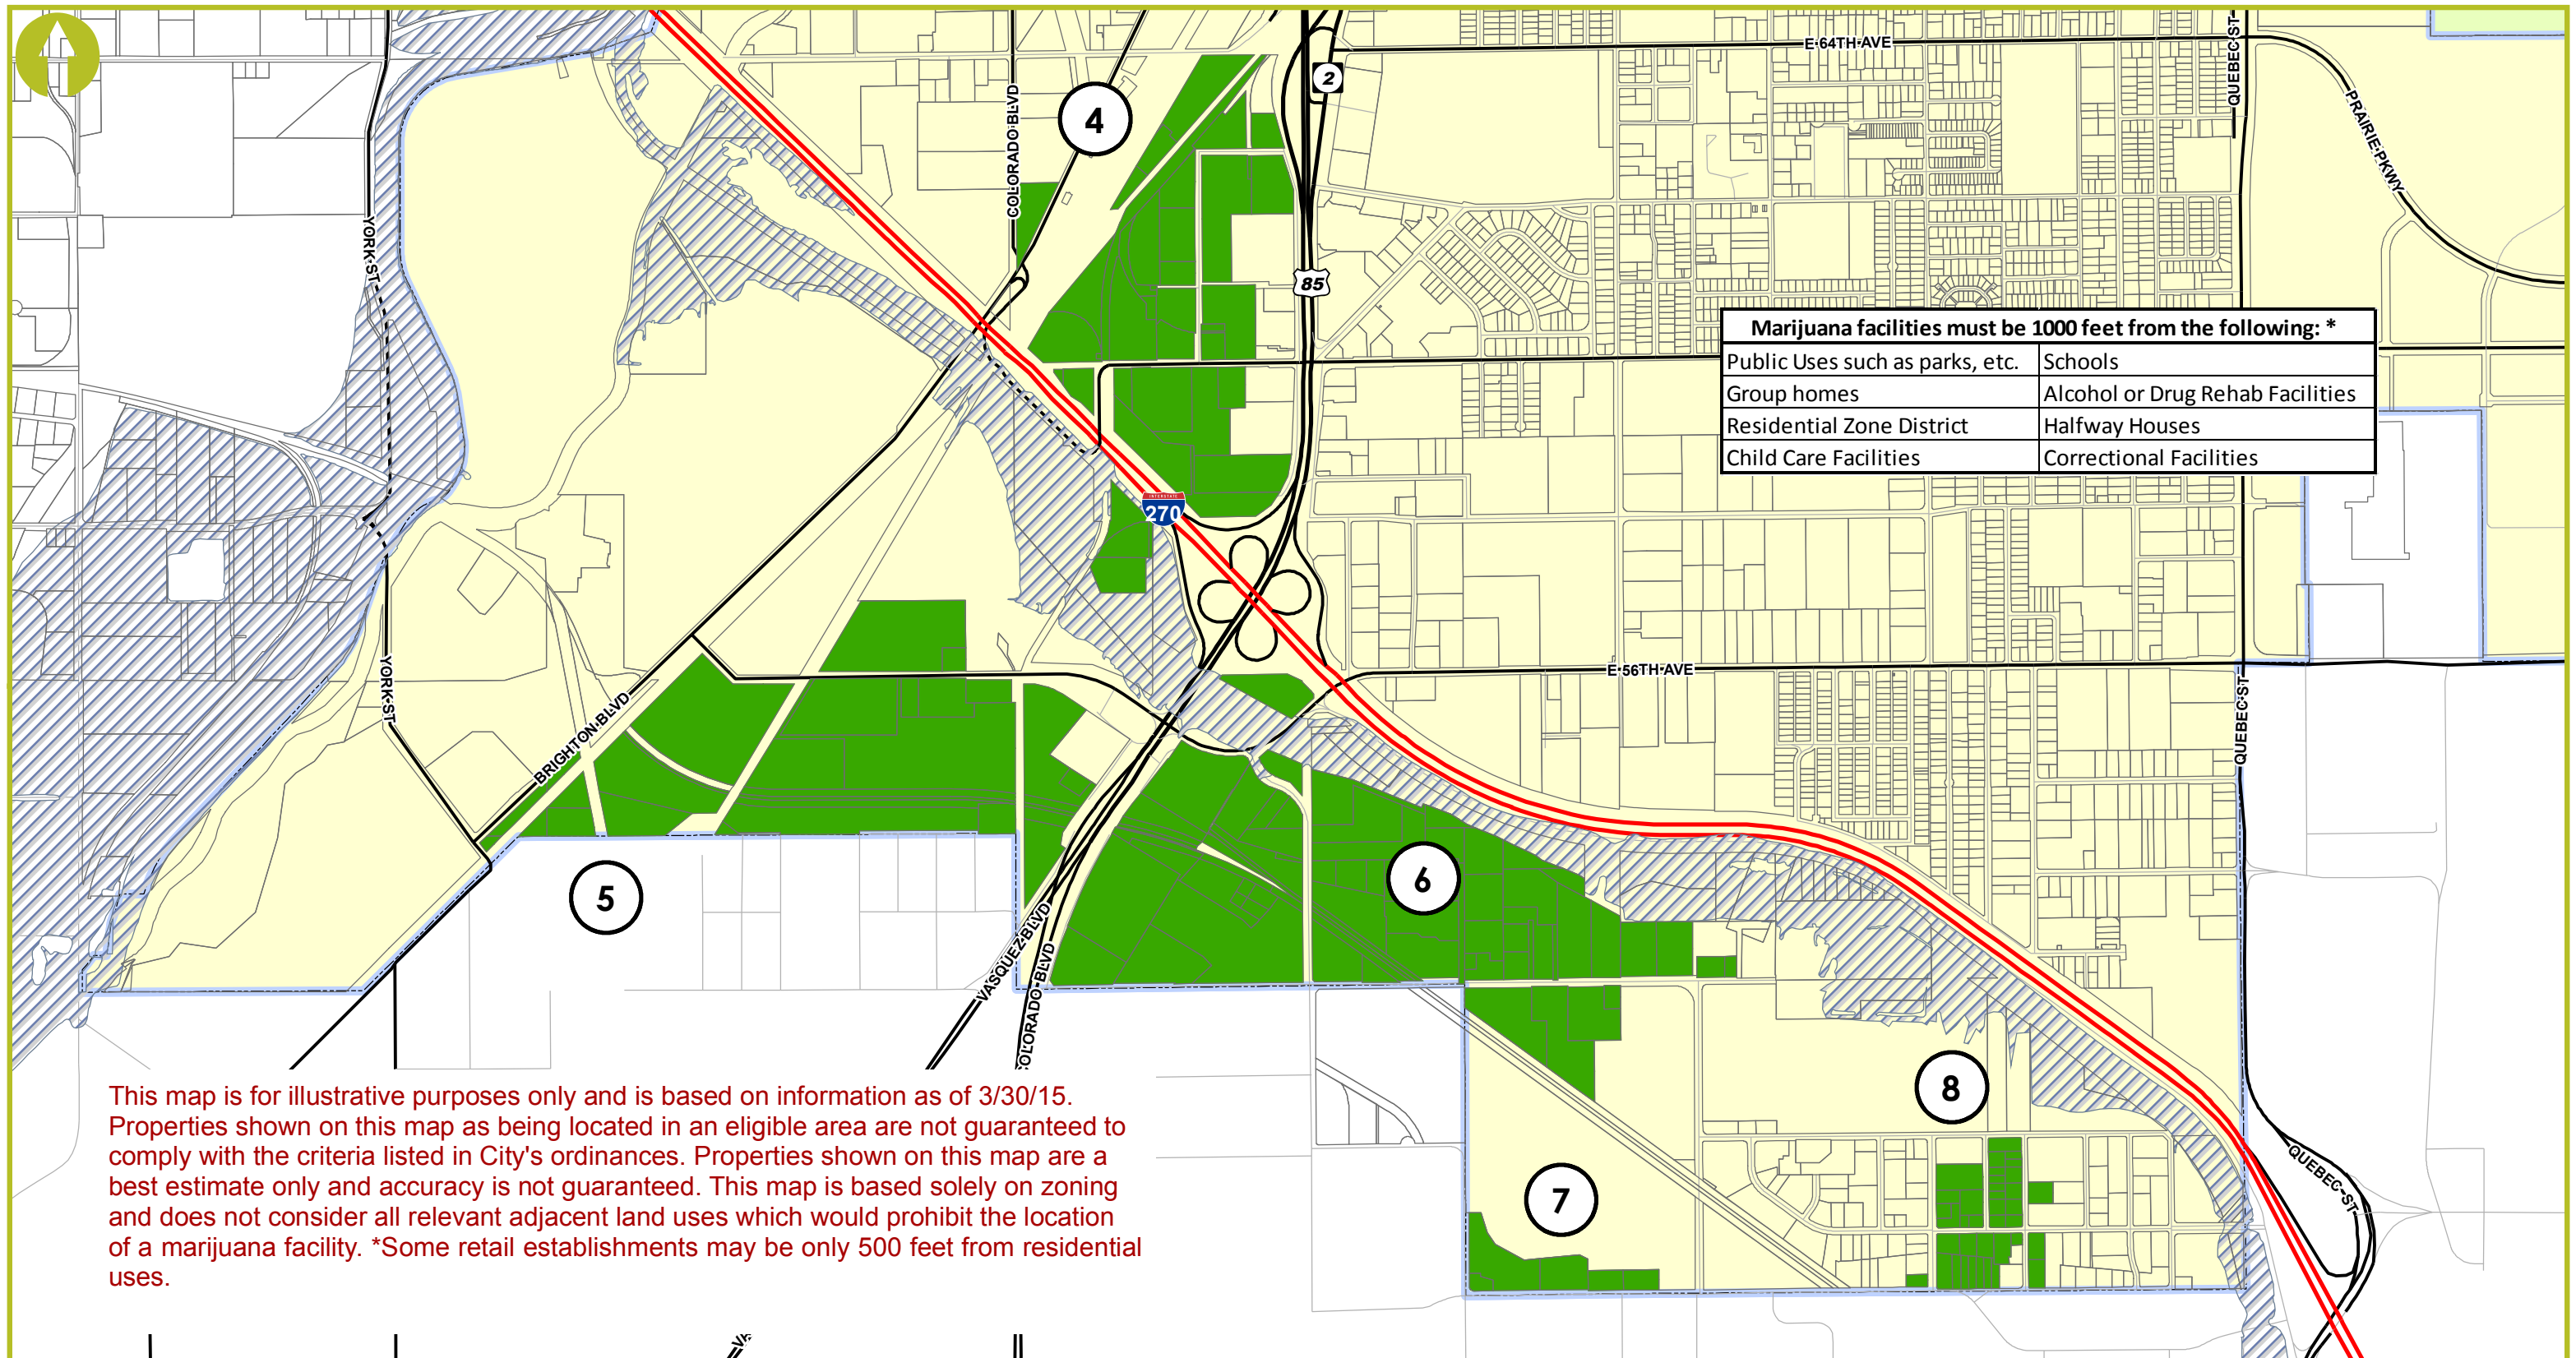 E 64TH AVE
QUEBEC ST
2
COLORADO BLVD
4
PRAIRIE PKWY
YORK ST
85
Marijuana facilities must be 1000 feet from the following: *
Public Uses such as parks, etc. Schools
Group homes Alcohol or Drug Rehab Facilities
Residential Zone District Halfway Houses
Child Care Facilities Correctional Facilities
INTERSTATE
270
E 56TH AVE
YORK ST
BRIGHTON BLVD
QUEBEC ST
5
6
VASQUEZ BLVD
COLORADO BLVD
8
7
QUEBEC ST
This map is for illustrative purposes only and is based on information as of 3/30/15.
Properties shown on this map as being located in an eligible area are not guaranteed to
comply with the criteria listed in City's ordinances. Properties shown on this map are a
best estimate only and accuracy is not guaranteed. This map is based solely on zoning
and does not consider all relevant adjacent land uses which would prohibit the location
of a marijuana facility. *Some retail establishments may be only 500 feet from residential
uses.